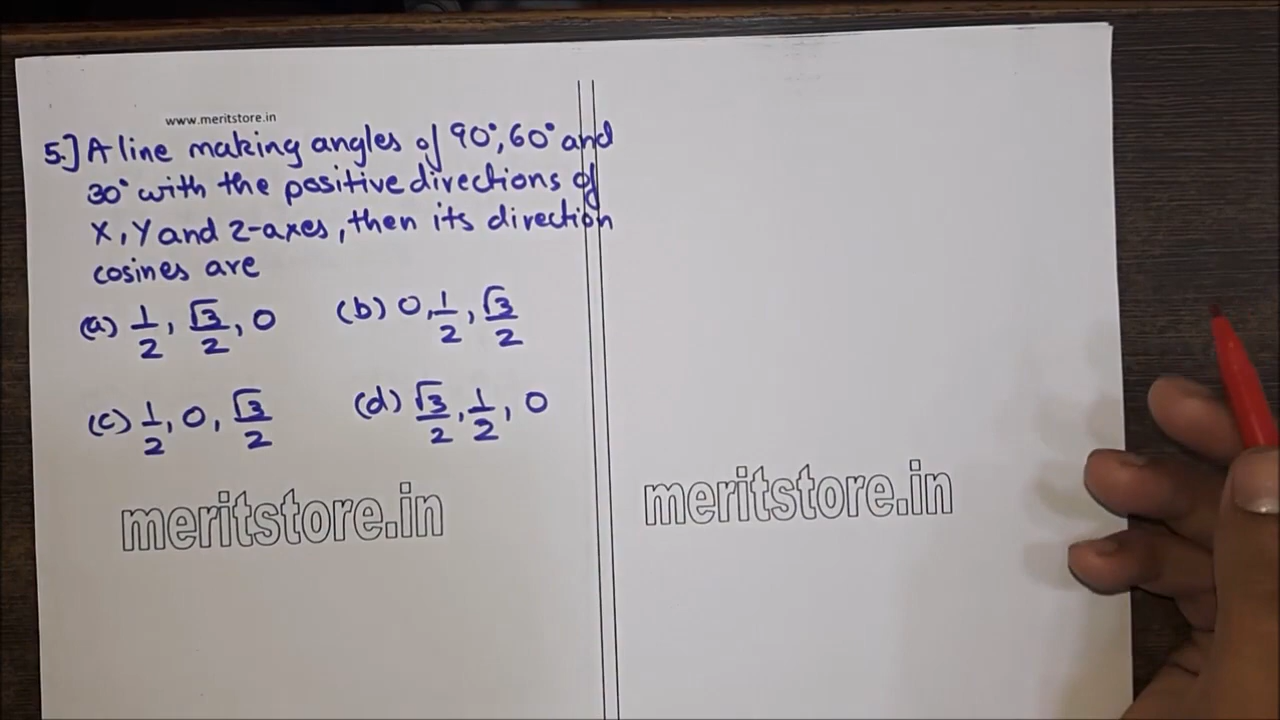 www.meritstore.in
5.] A line making angles of 90°, 60° and
30° with the positive directions of
X, Y and Z-axes, then its direction
cosines are
(a) 1/2, √3/2, 0 (b) 0, 1/2, √3/2
(c) 1/2, 0, √3/2 (d) √3/2, 1/2, 0
meritstore.in meritstore.in